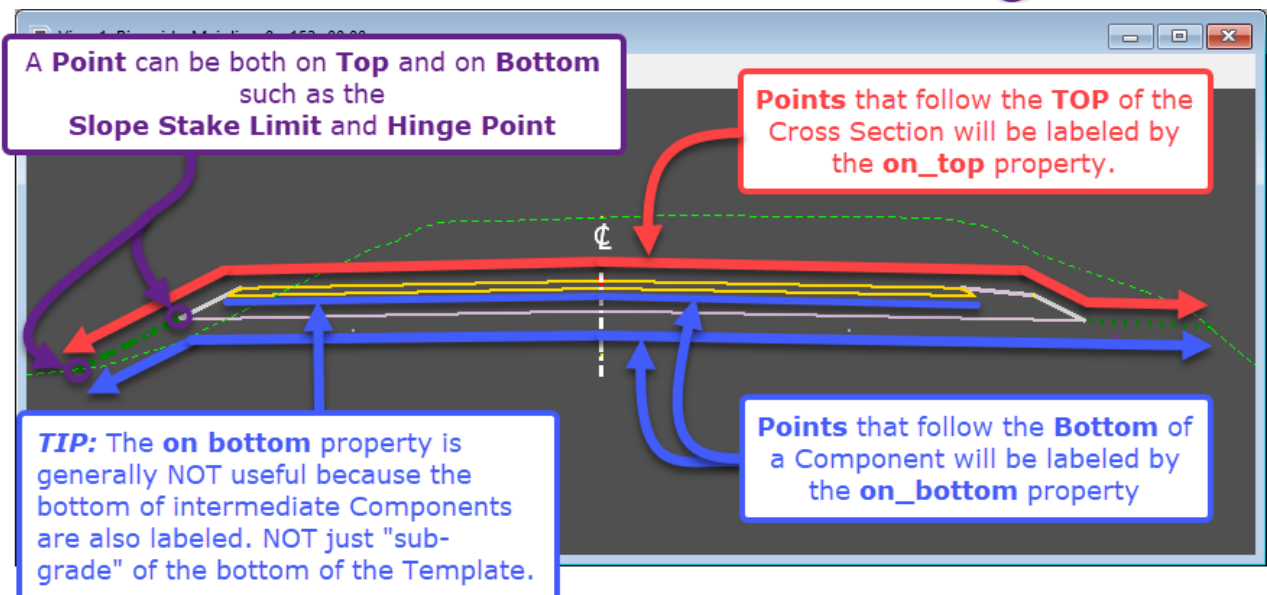 A Point can be both on Top and on Bottom
such as the
Slope Stake Limit and Hinge Point
Points that follow the TOP of the
Cross Section will be labeled by
the on_top property.
℄
TIP: The on bottom property is
generally NOT useful because the
bottom of intermediate Components
are also labeled. NOT just "sub-
grade" of the bottom of the Template.
Points that follow the Bottom of
a Component will be labeled by
the on_bottom property